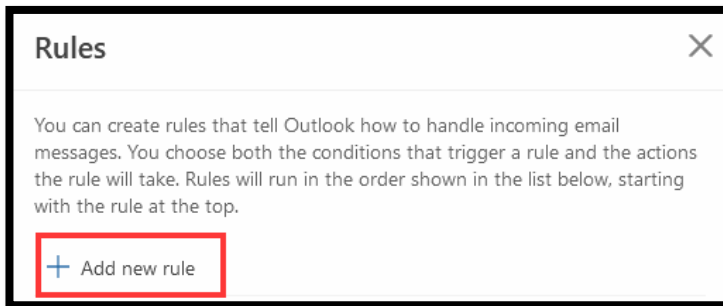 Rules
You can create rules that tell Outlook how to handle incoming email
messages. You choose both the conditions that trigger a rule and the actions
the rule will take. Rules will run in the order shown in the list below, starting
with the rule at the top.
Add new rule